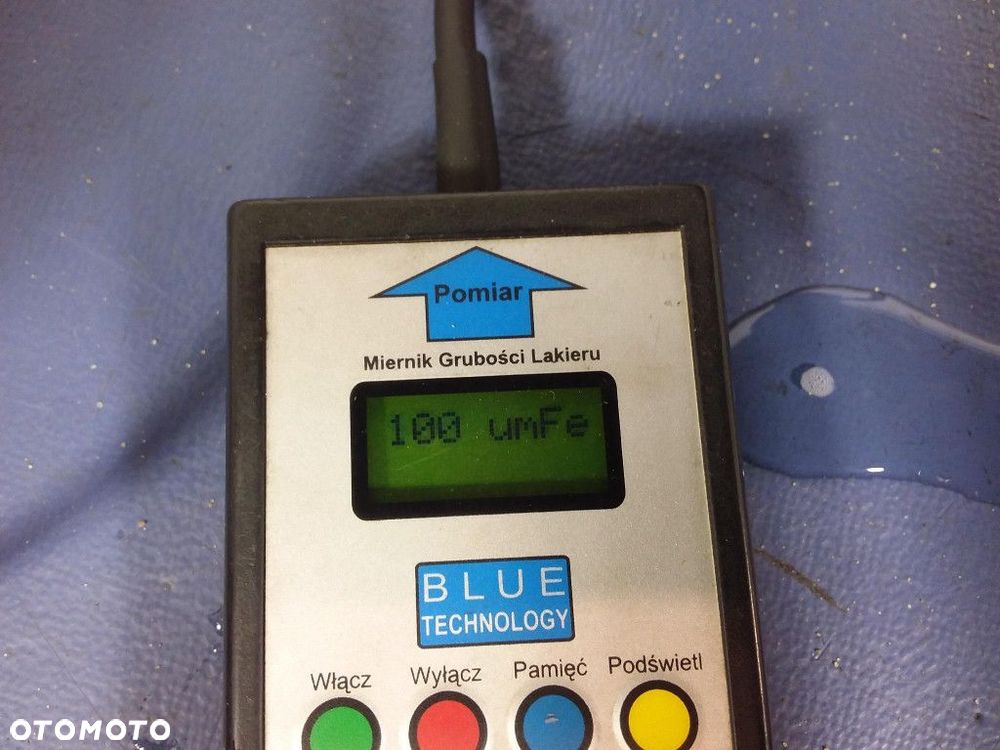 Pomiar
Miernik Grubości Lakieru
100 umFe
BLUE
TECHNOLOGY
Włącz Wyłącz Pamięć Podświetl
OTOMOTO